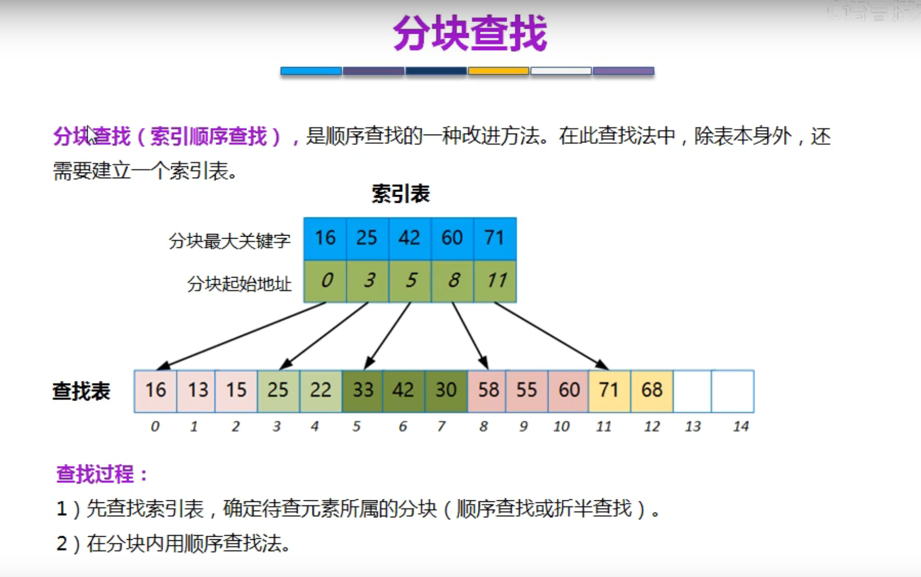 分块查找
分块查找（索引顺序查找），是顺序查找的一种改进方法。在此查找法中，除表本身外，还
需要建立一个索引表。
索引表
分块最大关键字 16 25 42 60 71
分块起始地址 0 3 5 8 11
查找表 16 13 15 25 22 33 42 30 58 55 60 71 68
0 1 2 3 4 5 6 7 8 9 10 11 12 13 14
查找过程：
1）先查找索引表，确定待查元素所属的分块（顺序查找或折半查找）。
2）在分块内用顺序查找法。